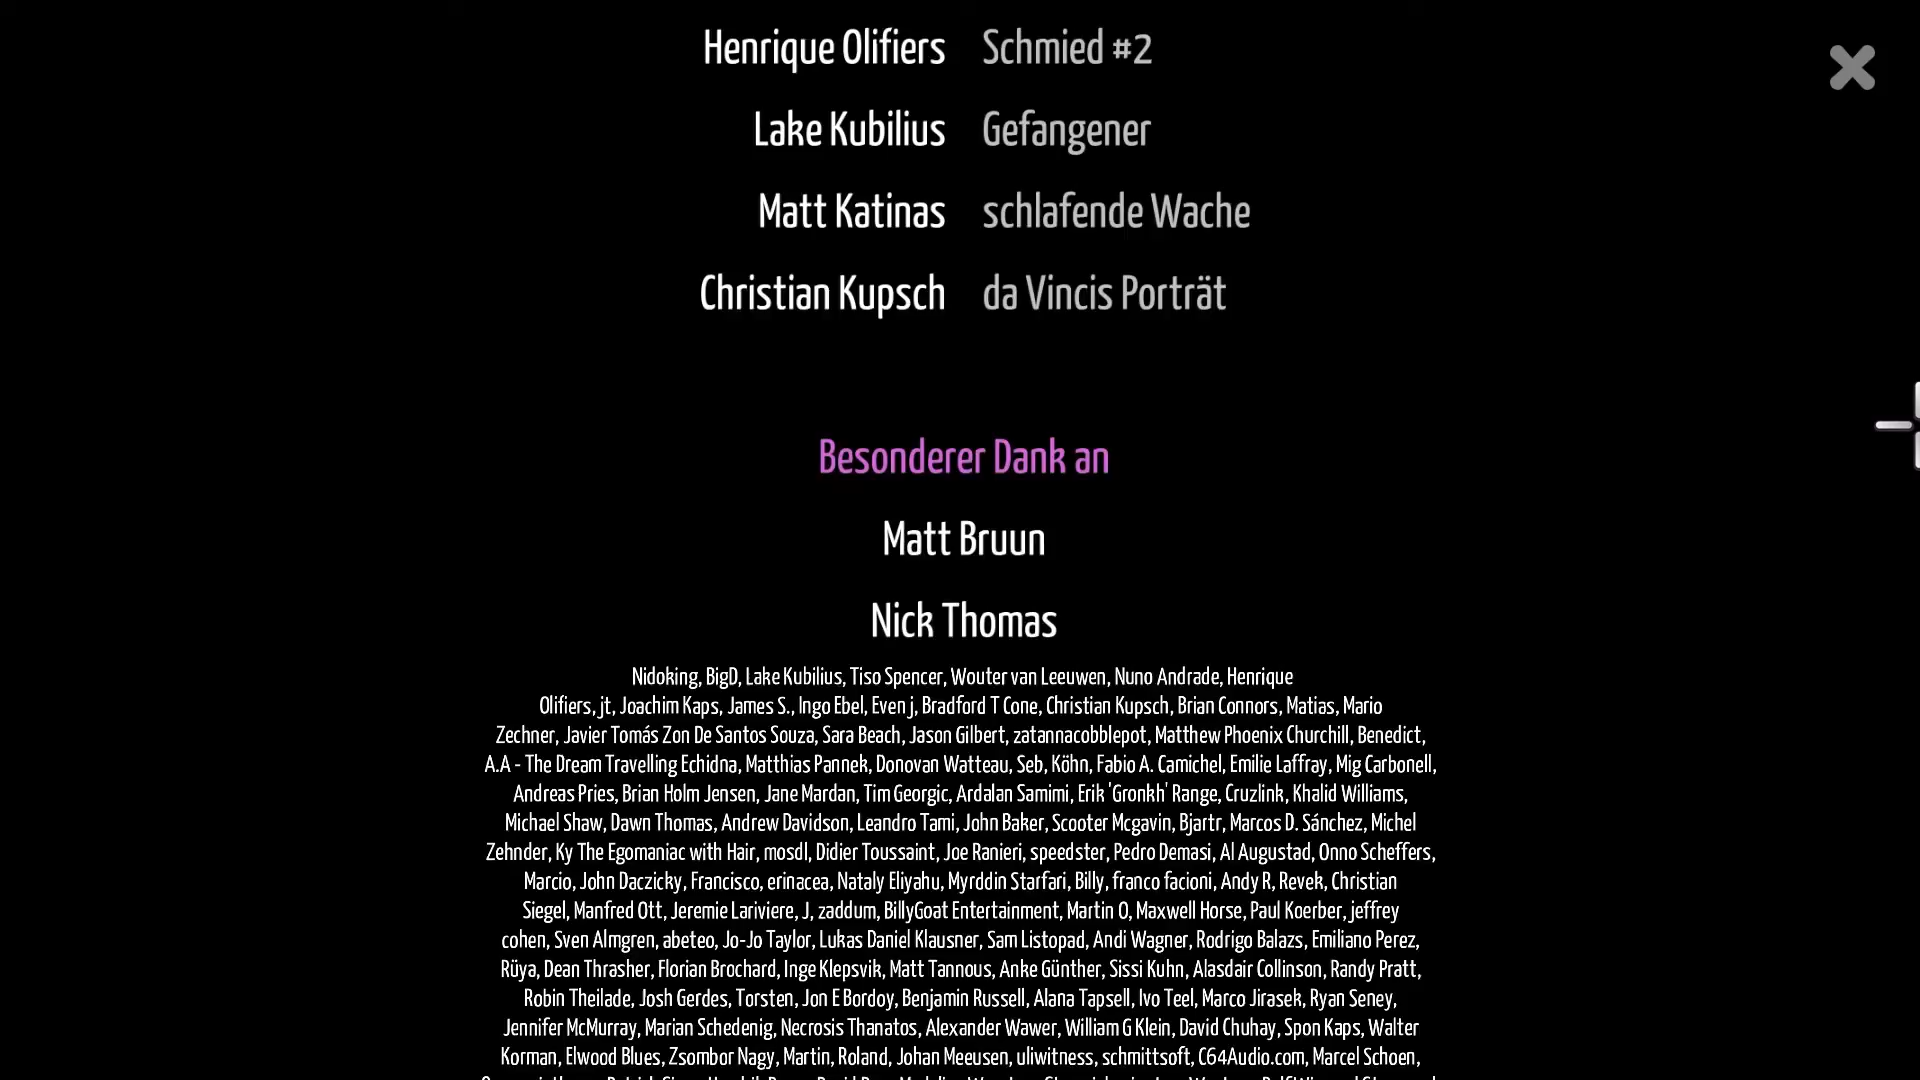 Henrique Olifiers Schmied #2
Lake Kubilius Gefangener
Matt Katinas schlafende Wache
Christian Kupsch da Vincis Porträt
Besonderer Dank an
Matt Bruun
Nick Thomas
Nidoking, BigD, Lake Kubilius, Tiso Spencer, Wouter van Leeuwen, Nuno Andrade, Henrique
Olifiers, jt, Joachim Kaps, James S., Ingo Ebel, Even j, Bradford T Cone, Christian Kupsch, Brian Connors, Matias, Mario
Zechner, Javier Tomás Zon De Santos Souza, Sara Beach, Jason Gilbert, zatannacobblepot, Matthew Phoenix Churchill, Benedict,
A.A - The Dream Travelling Echidna, Matthias Pannek, Donovan Watteau, Seb, Köhn, Fabio A. Camichel, Emilie Laffray, Mig Carbonell,
Andreas Pries, Brian Holm Jensen, Jane Mardan, Tim Georgic, Ardalan Samimi, Erik 'Gronkh' Range, Cruzlink, Khalid Williams,
Michael Shaw, Dawn Thomas, Andrew Davidson, Leandro Tami, John Baker, Scooter Mcgavin, Bjartr, Marcos D. Sánchez, Michel
Zehnder, Ky The Egomaniac with Hair, mosdl, Didier Toussaint, Joe Ranieri, speedster, Pedro Demasi, Al Augustad, Onno Scheffers,
Marcio, John Daczicky, Francisco, erinacea, Nataly Eliyahu, Myrddin Starfari, Billy, franco facioni, Andy R, Revek, Christian
Siegel, Manfred Ott, Jeremie Lariviere, J, zaddum, BillyGoat Entertainment, Martin O, Maxwell Horse, Paul Koerber, jeffrey
cohen, Sven Almgren, abeteo, Jo-Jo Taylor, Lukas Daniel Klausner, Sam Listopad, Andi Wagner, Rodrigo Balazs, Emiliano Perez,
Rüya, Dean Thrasher, Florian Brochard, Inge Klepsvik, Matt Tannous, Anke Günther, Sissi Kuhn, Alasdair Collinson, Randy Pratt,
Robin Theilade, Josh Gerdes, Torsten, Jon E Bordoy, Benjamin Russell, Alana Tapsell, Ivo Teel, Marco Jirasek, Ryan Seney,
Jennifer McMurray, Marian Schedenig, Necrosis Thanatos, Alexander Wawer, William G Klein, David Chuhay, Spon Kaps, Walter
Korman, Elwood Blues, Zsombor Nagy, Martin, Roland, Johan Meeusen, uliwitness, schmittsoft, C64Audio.com, Marcel Schoen,